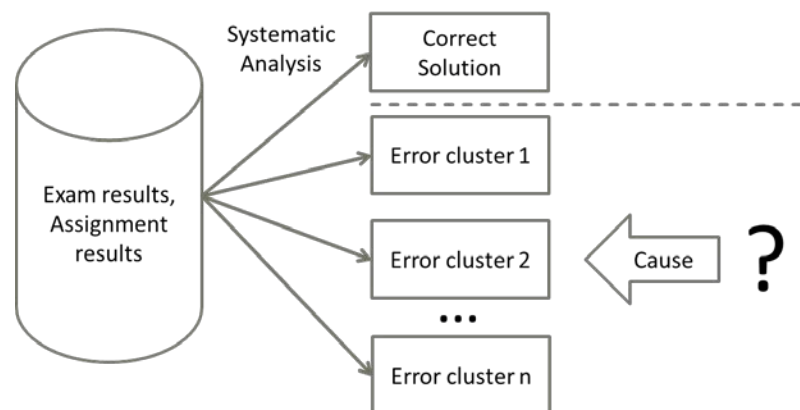 Systematic
Analysis
Correct
Solution
Exam results,
Assignment
results
Error cluster 1
Error cluster 2
Cause
?
...
Error cluster n